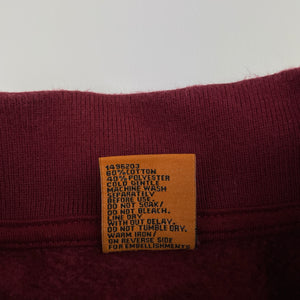 1496203
60% COTTON
40% POLYESTER
COLD GENTLE
MACHINE WASH
SEPARATELY
BEFORE USE.
DO NOT SOAK/
DO NOT BLEACH.
LINE DRY.
WITH OUT DELAY.
DO NOT TUMBLE DRY.
WARM IRON/
ON REVERSE SIDE
FOR EMBELLISHMENTS